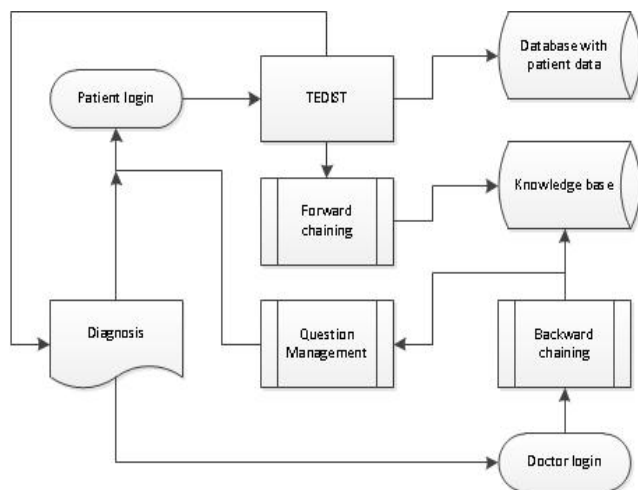 Database with
patient data
Patient login
TEDIST
Knowledge base
Forward
chaining
Diagnosis
Question
Management
Backward
chaining
Doctor login